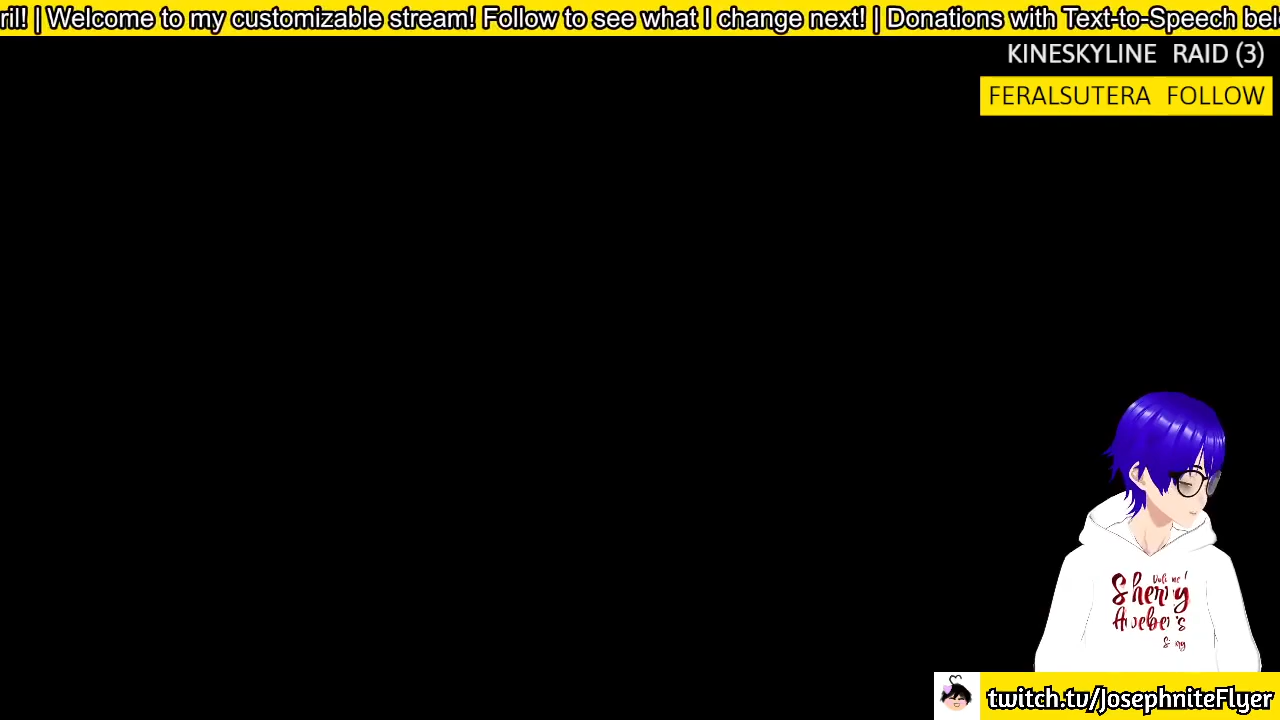 ril! | Welcome to my customizable stream! Follow to see what I change next! | Donations with Text-to-Speech bel
KINESKYLINE RAID (3)
FERALSUTERA FOLLOW
Sherry
twitch.tv/JosephniteFlyer